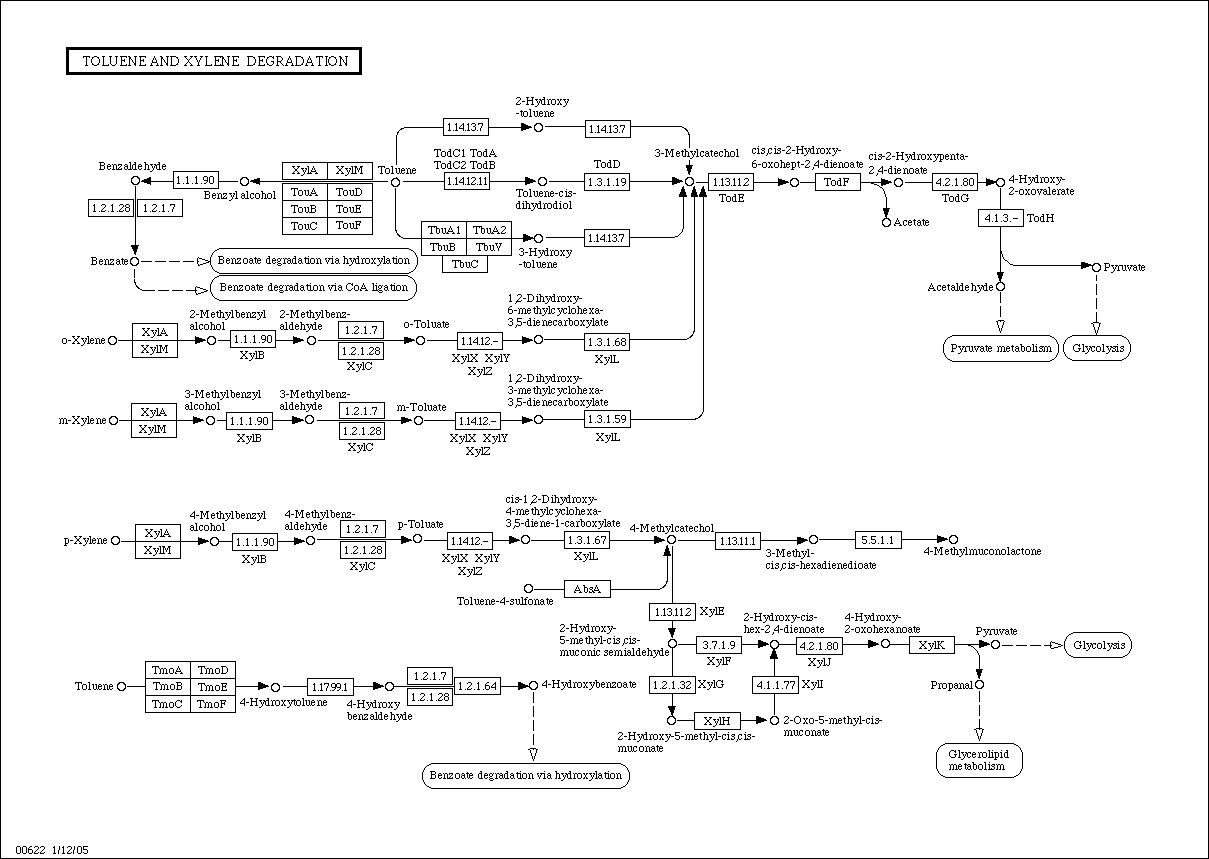 TOLUENE AND XYLENE DEGRADATION
2-Hydroxy
-toluene
1.14.13.7
1.14.13.7
Benzaldehyde
1.1.1.90
Benzyl alcohol
XylA
XylM
TouA
TouD
TouB
TouE
TouC
TouF
Toluene
TodC1 TodA
TodC2 TodB
1.14.12.11
Toluene-cis-
dihydrodiol
TodD
1.3.1.19
3-Methylcatechol
1.13.11.2
TodE
cis,cis-2-Hydroxy-
6-oxohept-2,4-dienoate
TodF
cis-2-Hydroxypenta-
2,4-dienoate
4.2.1.80
TodG
4-Hydroxy-
2-oxovalerate
1.2.1.28
1.2.1.7
Acetate
4.1.3.-
TodH
TbuA1
TbuA2
TbuB
TbuV
TbuC
3-Hydroxy
-toluene
1.14.13.7
Benzate
Benzoate degradation via hydroxylation
Benzoate degradation via CoA ligation
Pyruvate
Acetaldehyde
Pyruvate metabolism
Glycolysis
o-Xylene
XylA
XylM
2-Methylbenzyl
alcohol
1.1.1.90
XylB
2-Methylbenz-
aldehyde
1.2.1.7
1.2.1.28
XylC
o-Toluate
1.14.12.-
XylX XylY
XylZ
1,2-Dihydroxy-
6-methylcyclohexa-
3,5-dienecarboxylate
1.3.1.68
XylL
m-Xylene
XylA
XylM
3-Methylbenzyl
alcohol
1.1.1.90
XylB
3-Methylbenz-
aldehyde
1.2.1.7
1.2.1.28
XylC
m-Toluate
1.14.12.-
XylX XylY
XylZ
1,2-Dihydroxy-
3-methylcyclohexa-
3,5-dienecarboxylate
1.3.1.59
XylL
p-Xylene
XylA
XylM
4-Methylbenzyl
alcohol
1.1.1.90
XylB
4-Methylbenz-
aldehyde
1.2.1.7
1.2.1.28
XylC
p-Toluate
1.14.12.-
XylX XylY
XylZ
cis-1,2-Dihydroxy-
4-methylcyclohexa-
3,5-diene-1-carboxylate
1.3.1.67
XylL
4-Methylcatechol
1.13.11.1
3-Methyl-
cis,cis-hexadienedioate
5.5.1.1
4-Methylmuconolactone
Toluene-4-sulfonate
AbsA
1.13.11.2
XylE
2-Hydroxy-
5-methyl-cis,cis-
muconic semialdehyde
3.7.1.9
XylF
2-Hydroxy-cis-
hex-2,4-dienoate
4.2.1.80
XylJ
4-Hydroxy-
2-oxohexanoate
XylK
Pyruvate
Glycolysis
1.2.1.32
XylG
4.1.1.77
XylI
Propanal
XylH
2-Hydroxy-5-methyl-cis,cis-
muconate
2-Oxo-5-methyl-cis-
muconate
Glycerolipid
metabolism
Toluene
TmoA
TmoD
TmoB
TmoE
TmoC
TmoF
4-Hydroxytoluene
1.17.99.1
4-Hydroxy
benzaldehyde
1.2.1.7
1.2.1.28
1.2.1.64
4-Hydroxybenzoate
Benzoate degradation via hydroxylation
00622 1/12/05